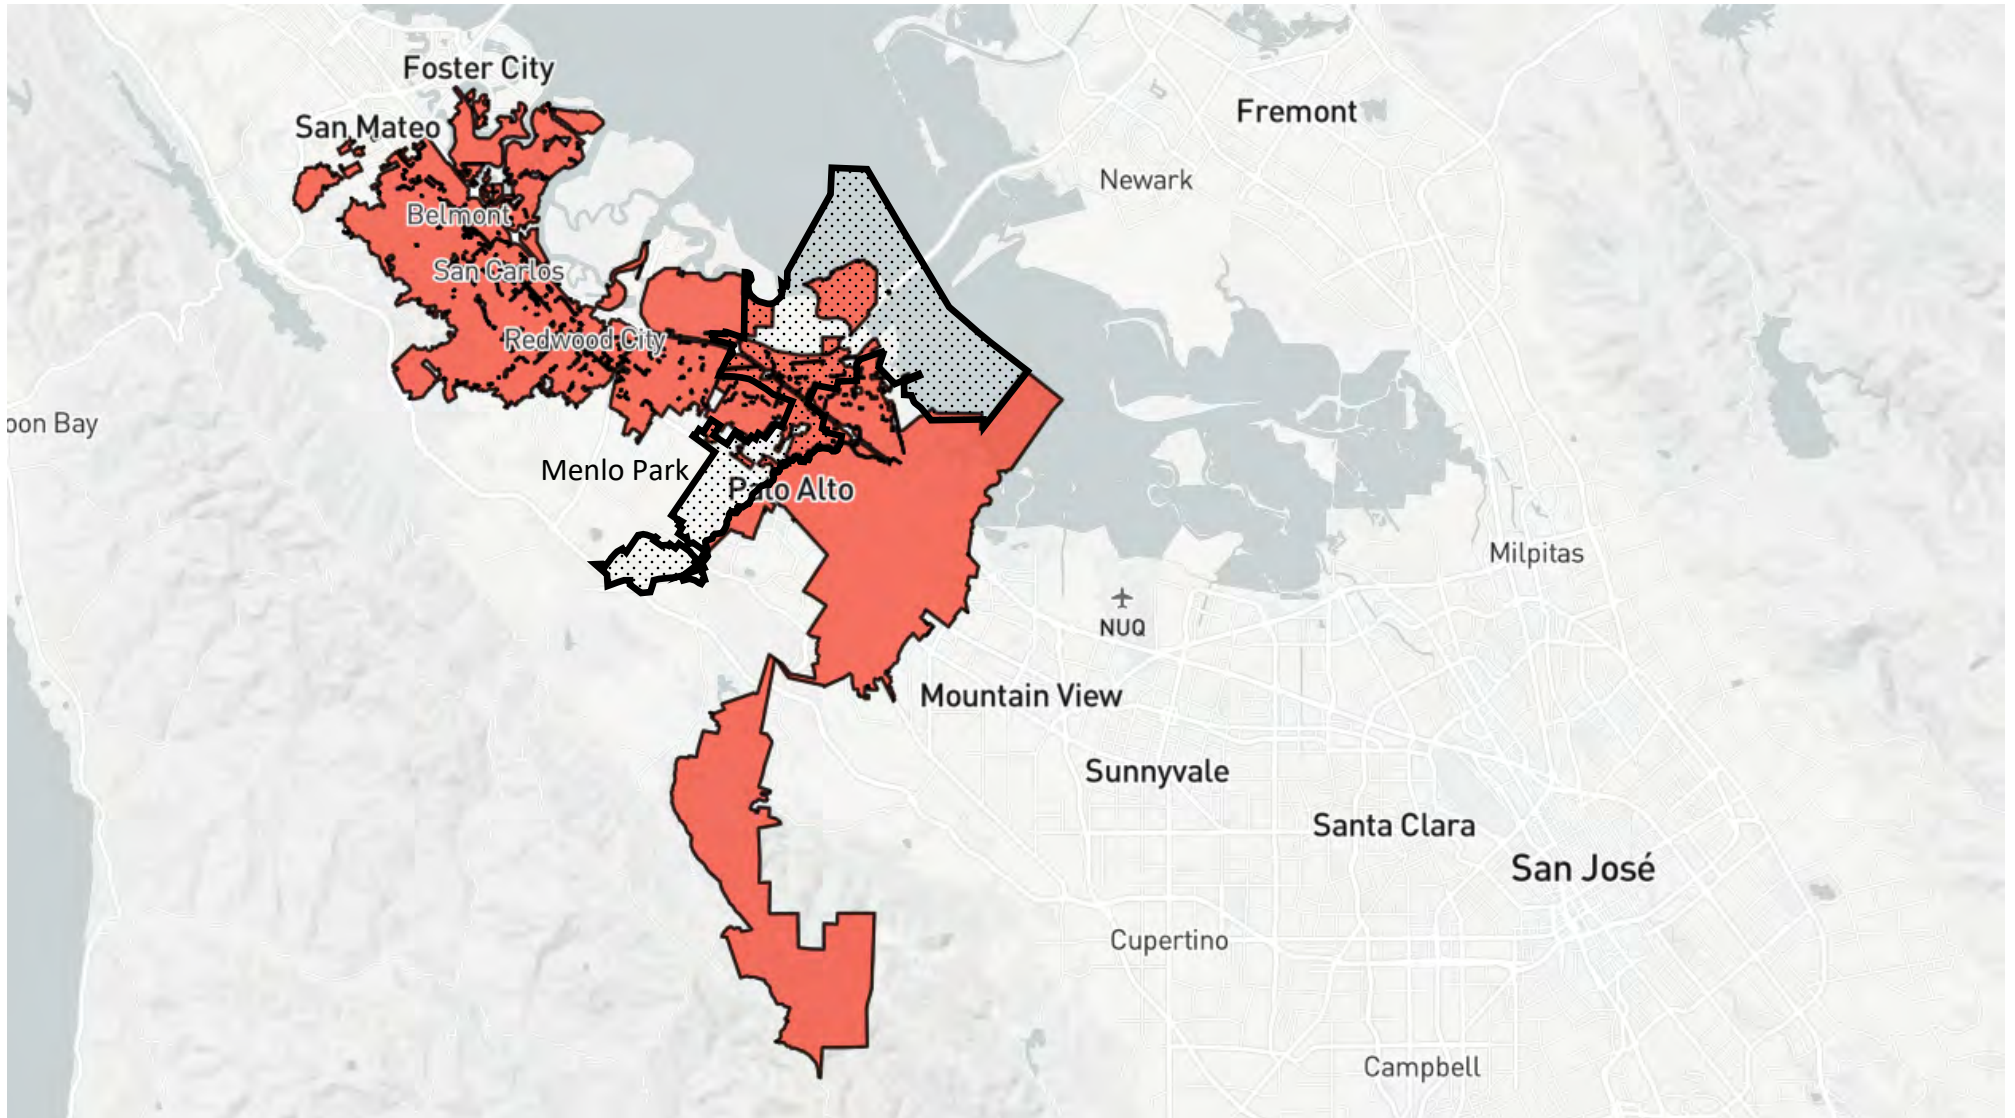 Foster City
San Mateo
Fremont
Newark
Belmont
San Carlos
Redwood City
oon Bay
Menlo Park
Palo Alto
Milpitas
NUQ
Mountain View
Sunnyvale
Santa Clara
San José
Cupertino
Campbell